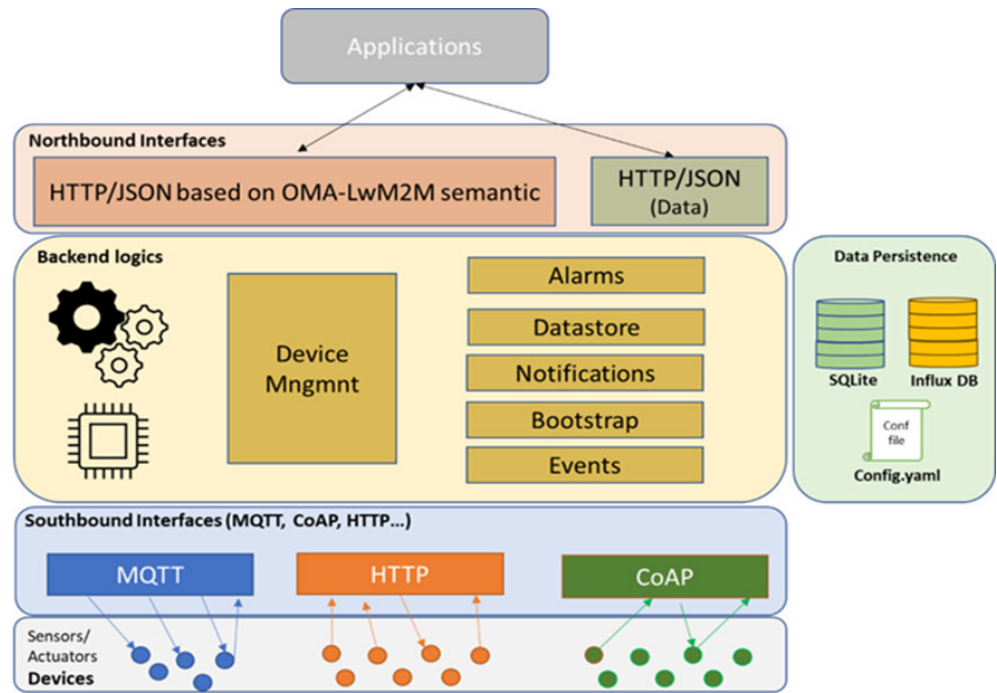 Applications
Northbound Interfaces
HTTP/JSON based on OMA-LwM2M semantic
HTTP/JSON
(Data)
Backend logics
Device
Mngmnt
Alarms
Datastore
Notifications
Bootstrap
Events
Data Persistence
SQLite
Influx DB
Conf
file
Config.yaml
Southbound Interfaces (MQTT, CoAP, HTTP...)
MQTT
HTTP
CoAP
Sensors/
Actuators
Devices